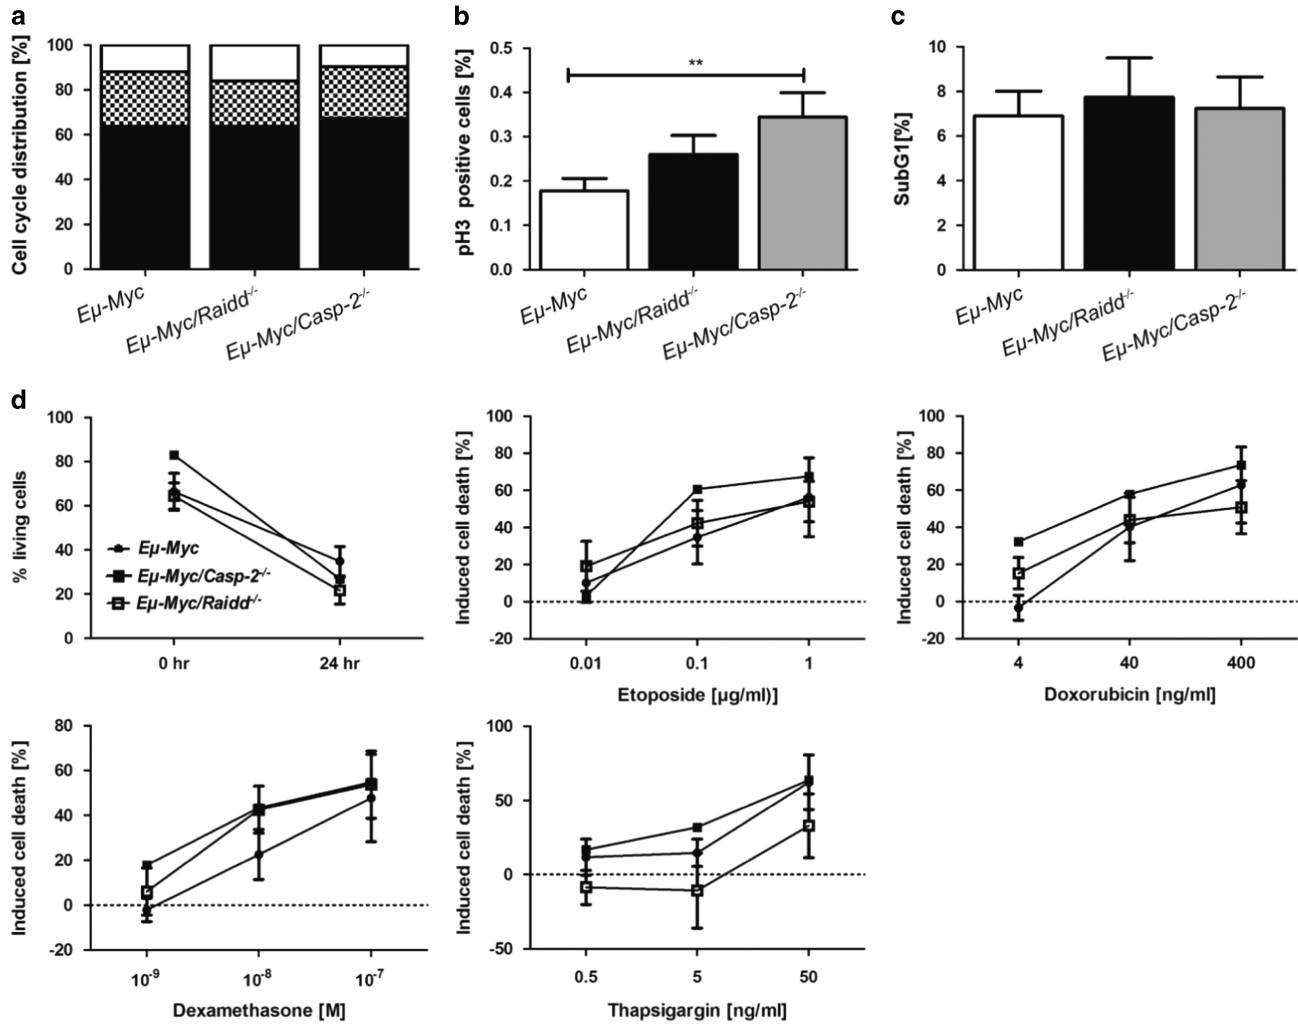 a
Cell cycle distribution [%]
100
80
60
40
20
0
Eµ-Myc
Eµ-Myc/Raidd-/-
Eµ-Myc/Casp-2-/-
b
pH3 positive cells [%]
0.5
0.4
0.3
0.2
0.1
0.0
**
Eµ-Myc
Eµ-Myc/Raidd-/-
Eµ-Myc/Casp-2-/-
c
SubG1[%]
10
8
6
4
2
0
Eµ-Myc
Eµ-Myc/Raidd-/-
Eµ-Myc/Casp-2-/-
d
% living cells
100
80
60
40
20
0
Eµ-Myc
Eµ-Myc/Casp-2-/-
Eµ-Myc/Raidd-/-
0 hr 24 hr
Induced cell death [%]
100
80
60
40
20
0
-20
0.01 0.1 1
Etoposide [µg/ml)]
Induced cell death [%]
100
80
60
40
20
0
-20
4 40 400
Doxorubicin [ng/ml]
Induced cell death [%]
80
60
40
20
0
-20
10-9 10-8 10-7
Dexamethasone [M]
Induced cell death [%]
100
50
0
-50
0.5 5 50
Thapsigargin [ng/ml]